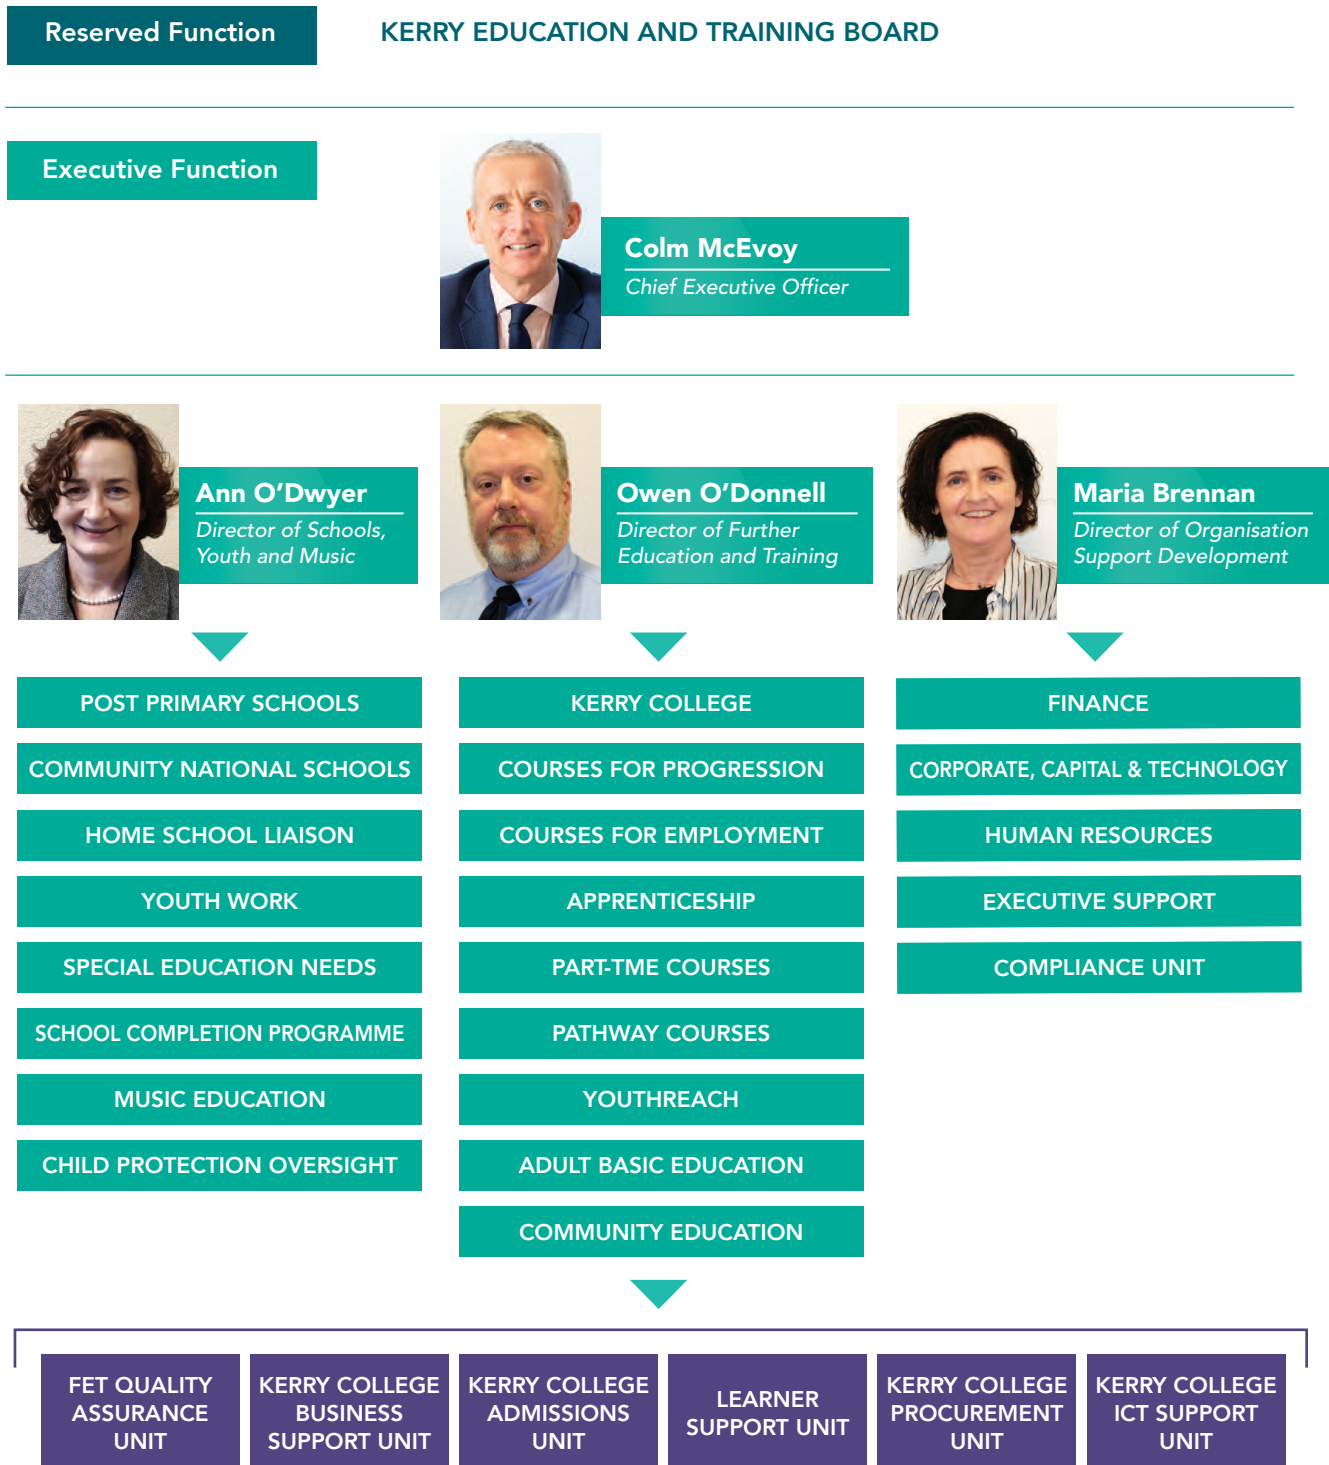 Reserved Function
KERRY EDUCATION AND TRAINING BOARD
Executive Function
Colm McEvoy
Chief Executive Officer
Ann O'Dwyer
Director of Schools,
Youth and Music
Owen O'Donnell
Director of Further
Education and Training
Maria Brennan
Director of Organisation
Support Development
POST PRIMARY SCHOOLS
COMMUNITY NATIONAL SCHOOLS
HOME SCHOOL LIAISON
YOUTH WORK
SPECIAL EDUCATION NEEDS
SCHOOL COMPLETION PROGRAMME
MUSIC EDUCATION
CHILD PROTECTION OVERSIGHT
KERRY COLLEGE
COURSES FOR PROGRESSION
COURSES FOR EMPLOYMENT
APPRENTICESHIP
PART-TME COURSES
PATHWAY COURSES
YOUTHREACH
ADULT BASIC EDUCATION
COMMUNITY EDUCATION
FINANCE
CORPORATE, CAPITAL & TECHNOLOGY
HUMAN RESOURCES
EXECUTIVE SUPPORT
COMPLIANCE UNIT
FET QUALITY
ASSURANCE
UNIT
KERRY COLLEGE
BUSINESS
SUPPORT UNIT
KERRY COLLEGE
ADMISSIONS
UNIT
LEARNER
SUPPORT UNIT
KERRY COLLEGE
PROCUREMENT
UNIT
KERRY COLLEGE
ICT SUPPORT
UNIT